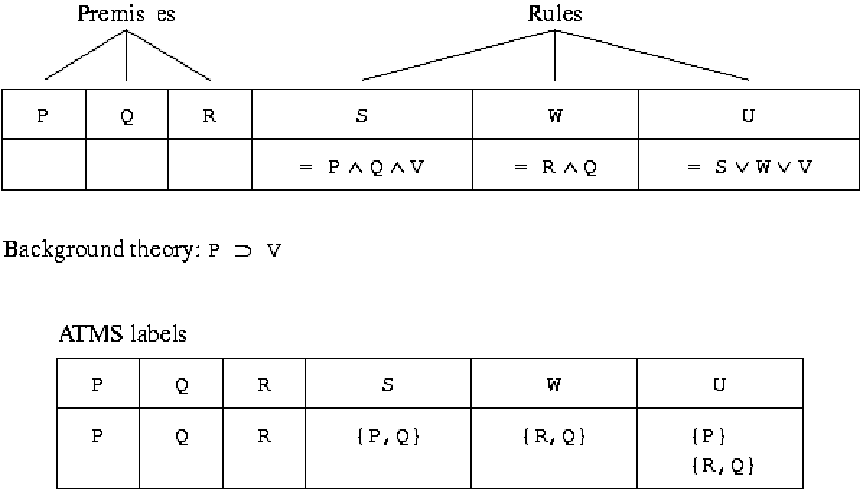 Premis es Rules
P Q R S W U
= P ∧ Q ∧ V = R ∧ Q = S ∨ W ∨ V
Background theory: P ⊃ V
ATMS labels
P Q R S W U
P Q R {P,Q} {R,Q} {P}
{R,Q}